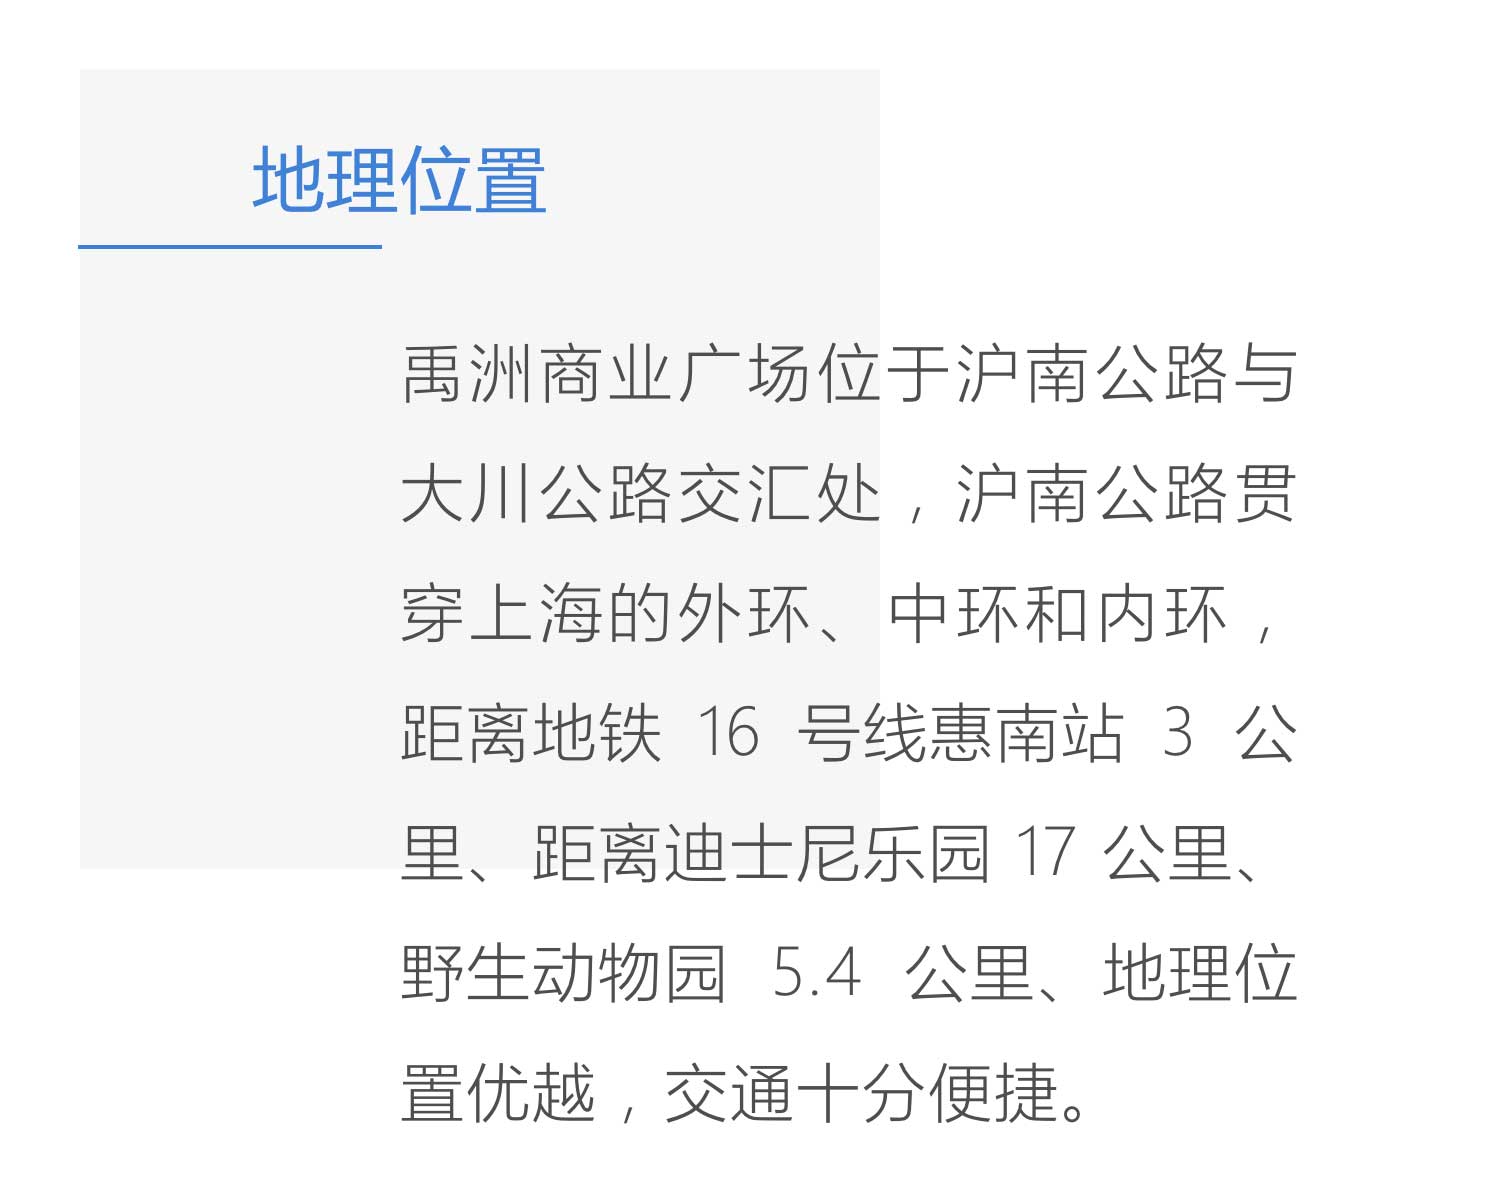 地理位置
禹洲商业广场位于沪南公路与
大川公路交汇处，沪南公路贯
穿上海的外环、中环和内环，
距离地铁 16 号线惠南站 3 公
里、距离迪士尼乐园 17 公里、
野生动物园 5.4 公里、地理位
置优越，交通十分便捷。